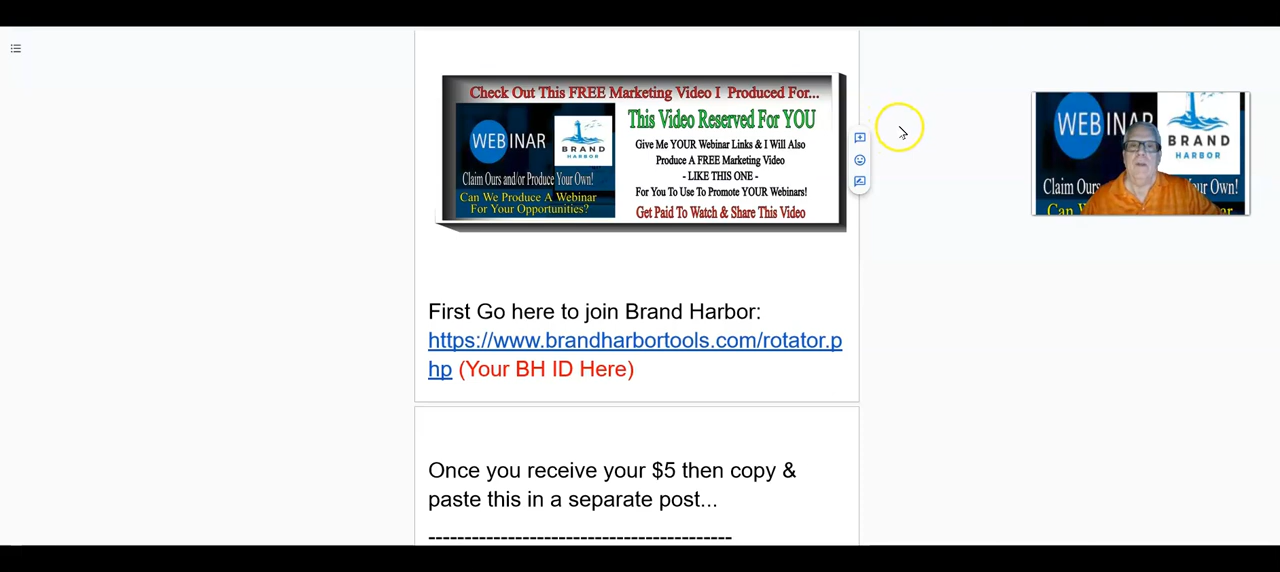 Check Out This FREE Marketing Video I Produced For...
This Video Reserved For YOU
WEBINAR
BRAND
HARBOR
Give Me YOUR Webinar Links & I Will Also
Produce A FREE Marketing Video
- LIKE THIS ONE -
For You To Use To Promote YOUR Webinars!
Claim Ours and/or Produce Your Own!
Can We Produce A Webinar
For Your Opportunities?
Get Paid To Watch & Share This Video
WEBINAR
BRAND
HARBOR
Claim Ours
Your Own!
Can W
First Go here to join Brand Harbor:
https://www.brandharbortools.com/rotator.p
hp (Your BH ID Here)
Once you receive your $5 then copy &
paste this in a separate post...
------------------------------------------